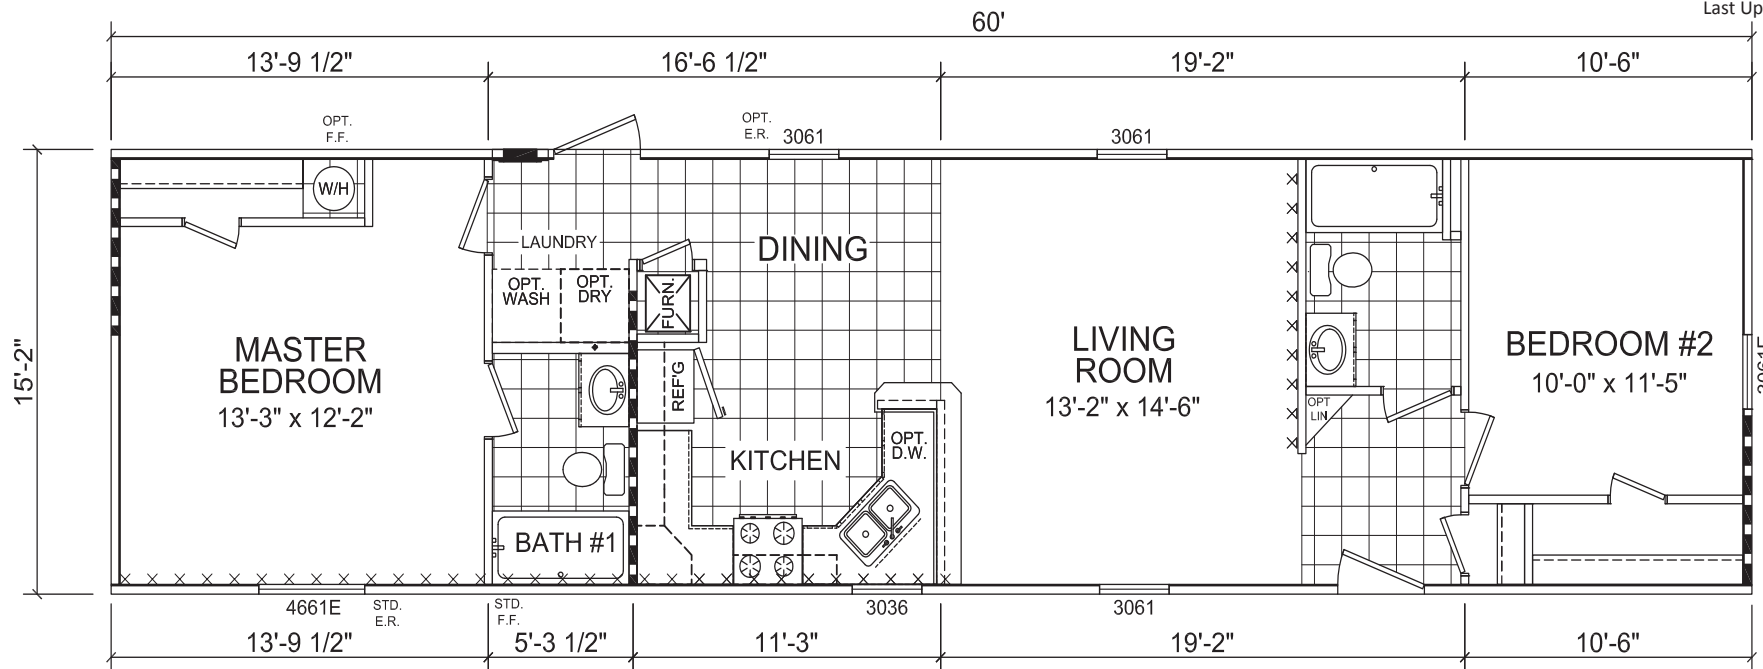 Last Up
60'
13'-9 1/2"
16'-6 1/2"
19'-2"
10'-6"
OPT.
F.F.
OPT.
E.R.
3061
3061
W/H
LAUNDRY
DINING
OPT.
WASH
OPT.
DRY
FURN.
15'-2"
MASTER
BEDROOM
13'-3" x 12'-2"
REF'G
LIVING
ROOM
13'-2" x 14'-6"
BEDROOM #2
10'-0" x 11'-5"
OPT
LIN
KITCHEN
OPT.
D.W.
BATH #1
4661E
STD.
E.R.
STD.
F.F.
3036
3061
13'-9 1/2"
5'-3 1/2"
11'-3"
19'-2"
10'-6"